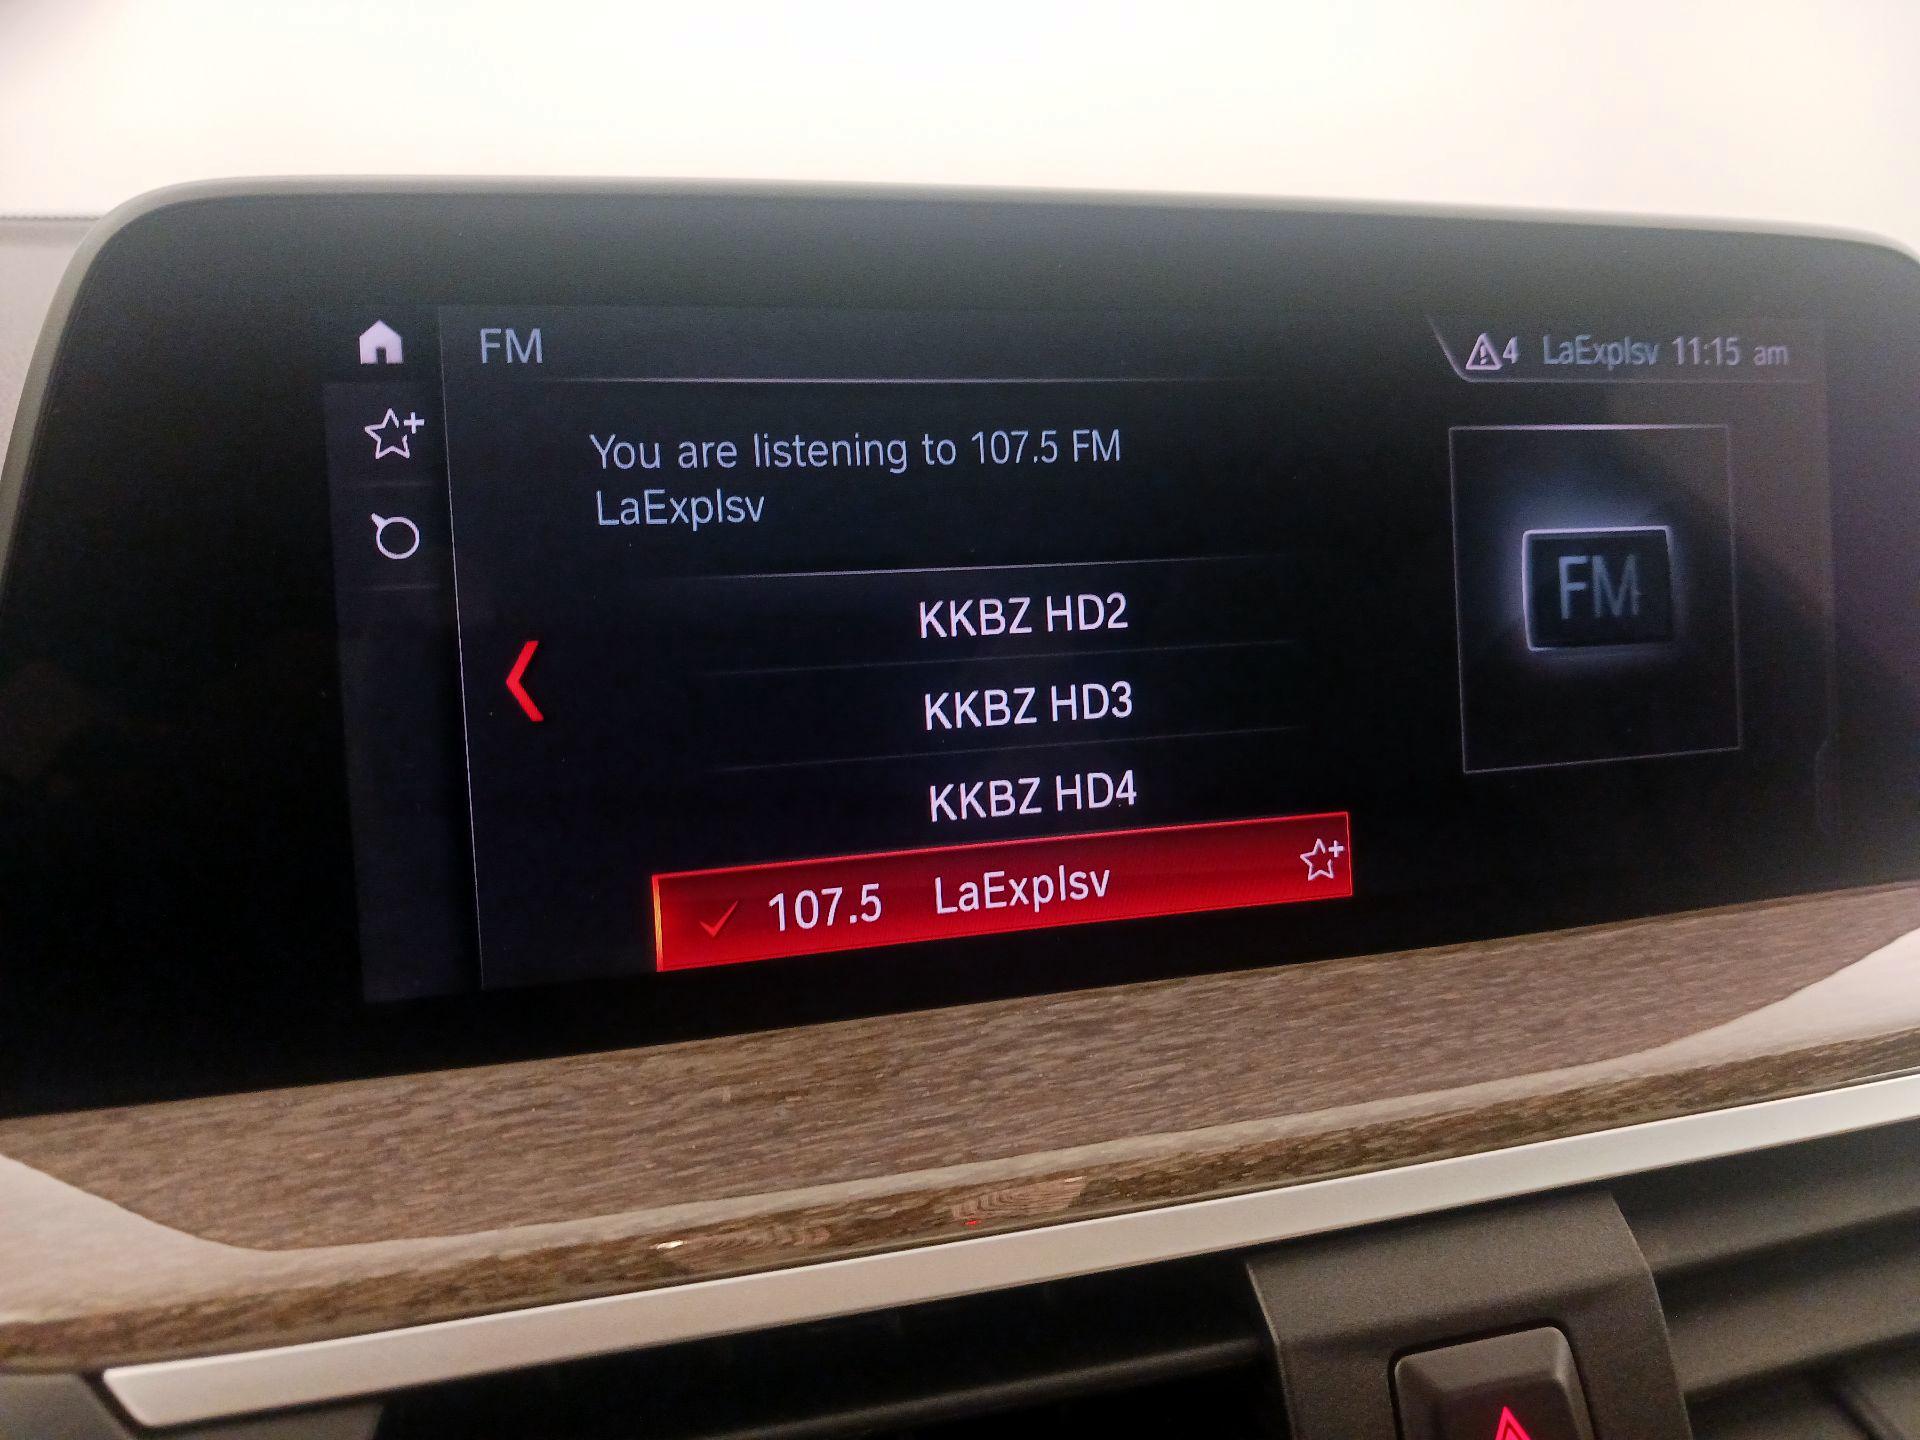 FM
4 LaExplsv 11:15 am
You are listening to 107.5 FM
LaExplsv
FM
KKBZ HD2
KKBZ HD3
KKBZ HD4
107.5 LaExplsv